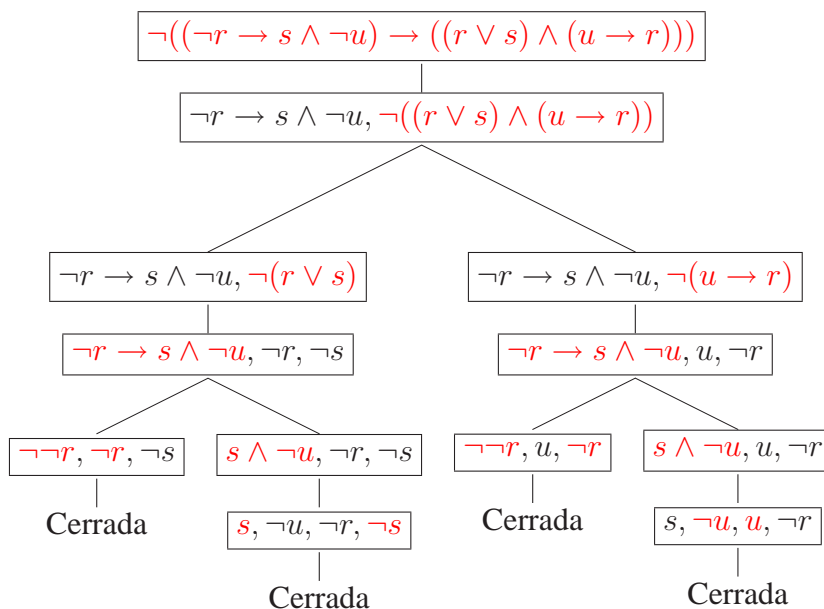 ¬((¬r → s ∧ ¬u) → ((r ∨ s) ∧ (u → r)))
¬r → s ∧ ¬u, ¬((r ∨ s) ∧ (u → r))
¬r → s ∧ ¬u, ¬(r ∨ s)
¬r → s ∧ ¬u, ¬(u → r)
¬r → s ∧ ¬u, ¬r, ¬s
¬r → s ∧ ¬u, u, ¬r
¬¬r, ¬r, ¬s
s ∧ ¬u, ¬r, ¬s
¬¬r, u, ¬r
s ∧ ¬u, u, ¬r
Cerrada
s, ¬u, ¬r, ¬s
Cerrada
s, ¬u, u, ¬r
Cerrada
Cerrada